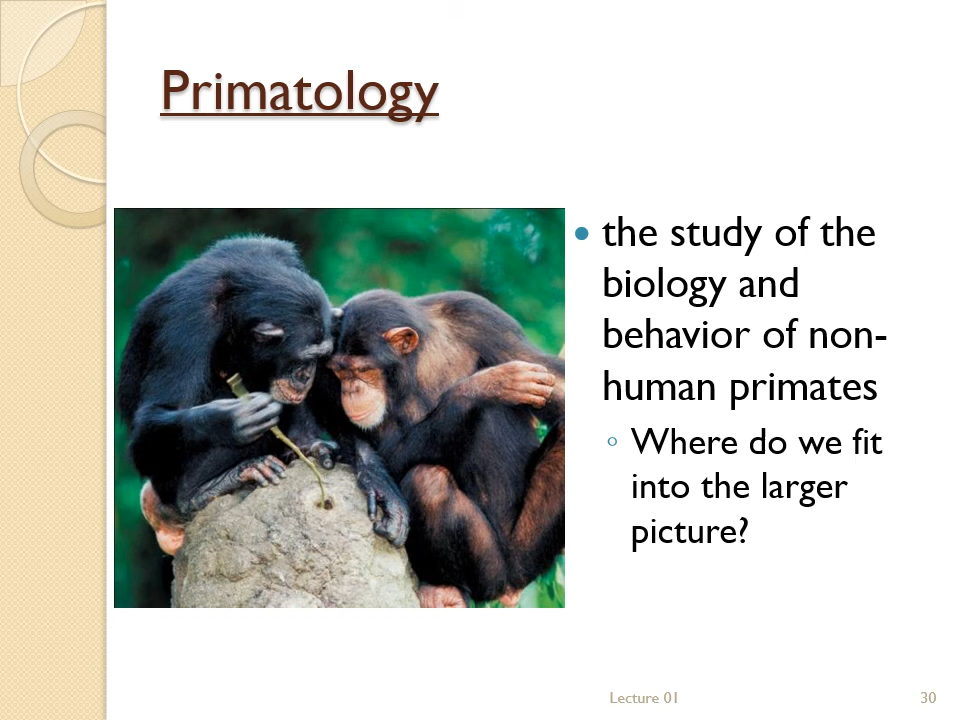 Primatology
• the study of the
biology and
behavior of non-
human primates
◦ Where do we fit
into the larger
picture?
Lecture 01 30